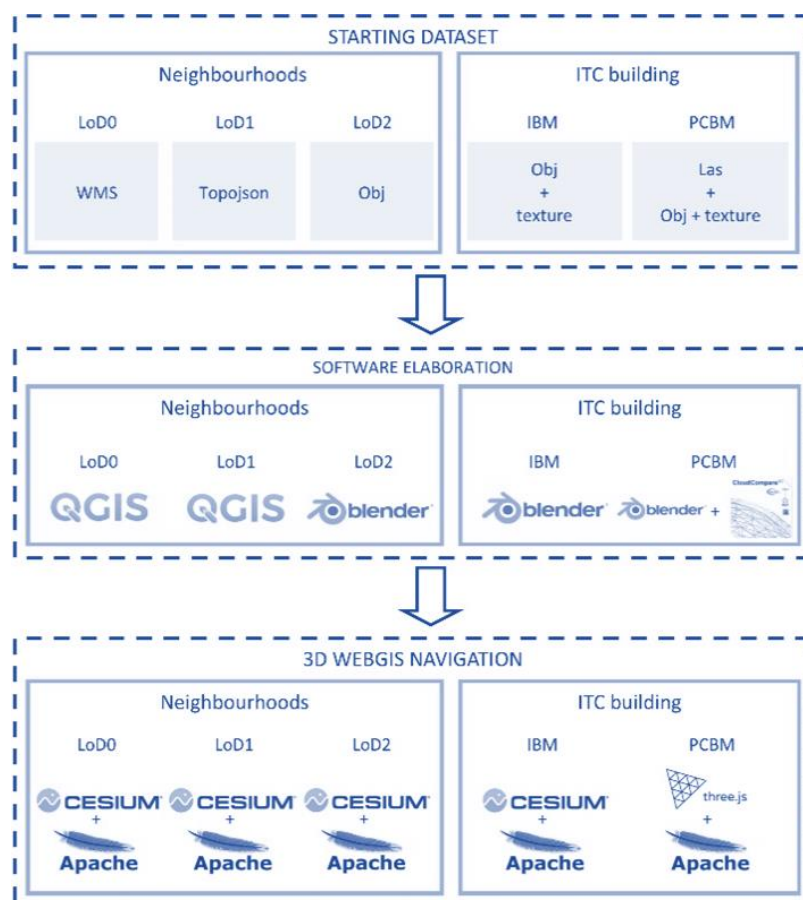 STARTING DATASET
Neighbourhoods
LoD0 LoD1 LoD2
WMS Topojson Obj
ITC building
IBM PCBM
Obj
+
texture
Las
+
Obj + texture
SOFTWARE ELABORATION
Neighbourhoods
LoD0 LoD1 LoD2
QGIS QGIS blender
ITC building
IBM PCBM
blender blender + CloudCompare
3D WEBGIS NAVIGATION
Neighbourhoods
LoD0 LoD1 LoD2
CESIUM CESIUM CESIUM
+ + +
Apache Apache Apache
ITC building
IBM PCBM
CESIUM three.js
+ +
Apache Apache